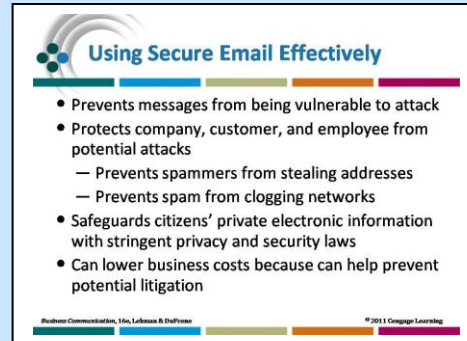 Using Secure Email Effectively
• Prevents messages from being vulnerable to attack
• Protects company, customer, and employee from
potential attacks
— Prevents spammers from stealing addresses
— Prevents spam from clogging networks
• Safeguards citizens' private electronic information
with stringent privacy and security laws
• Can lower business costs because can help prevent
potential litigation
Business Communication, 16e, Lehman & DuFrene
© 2011 Cengage Learning